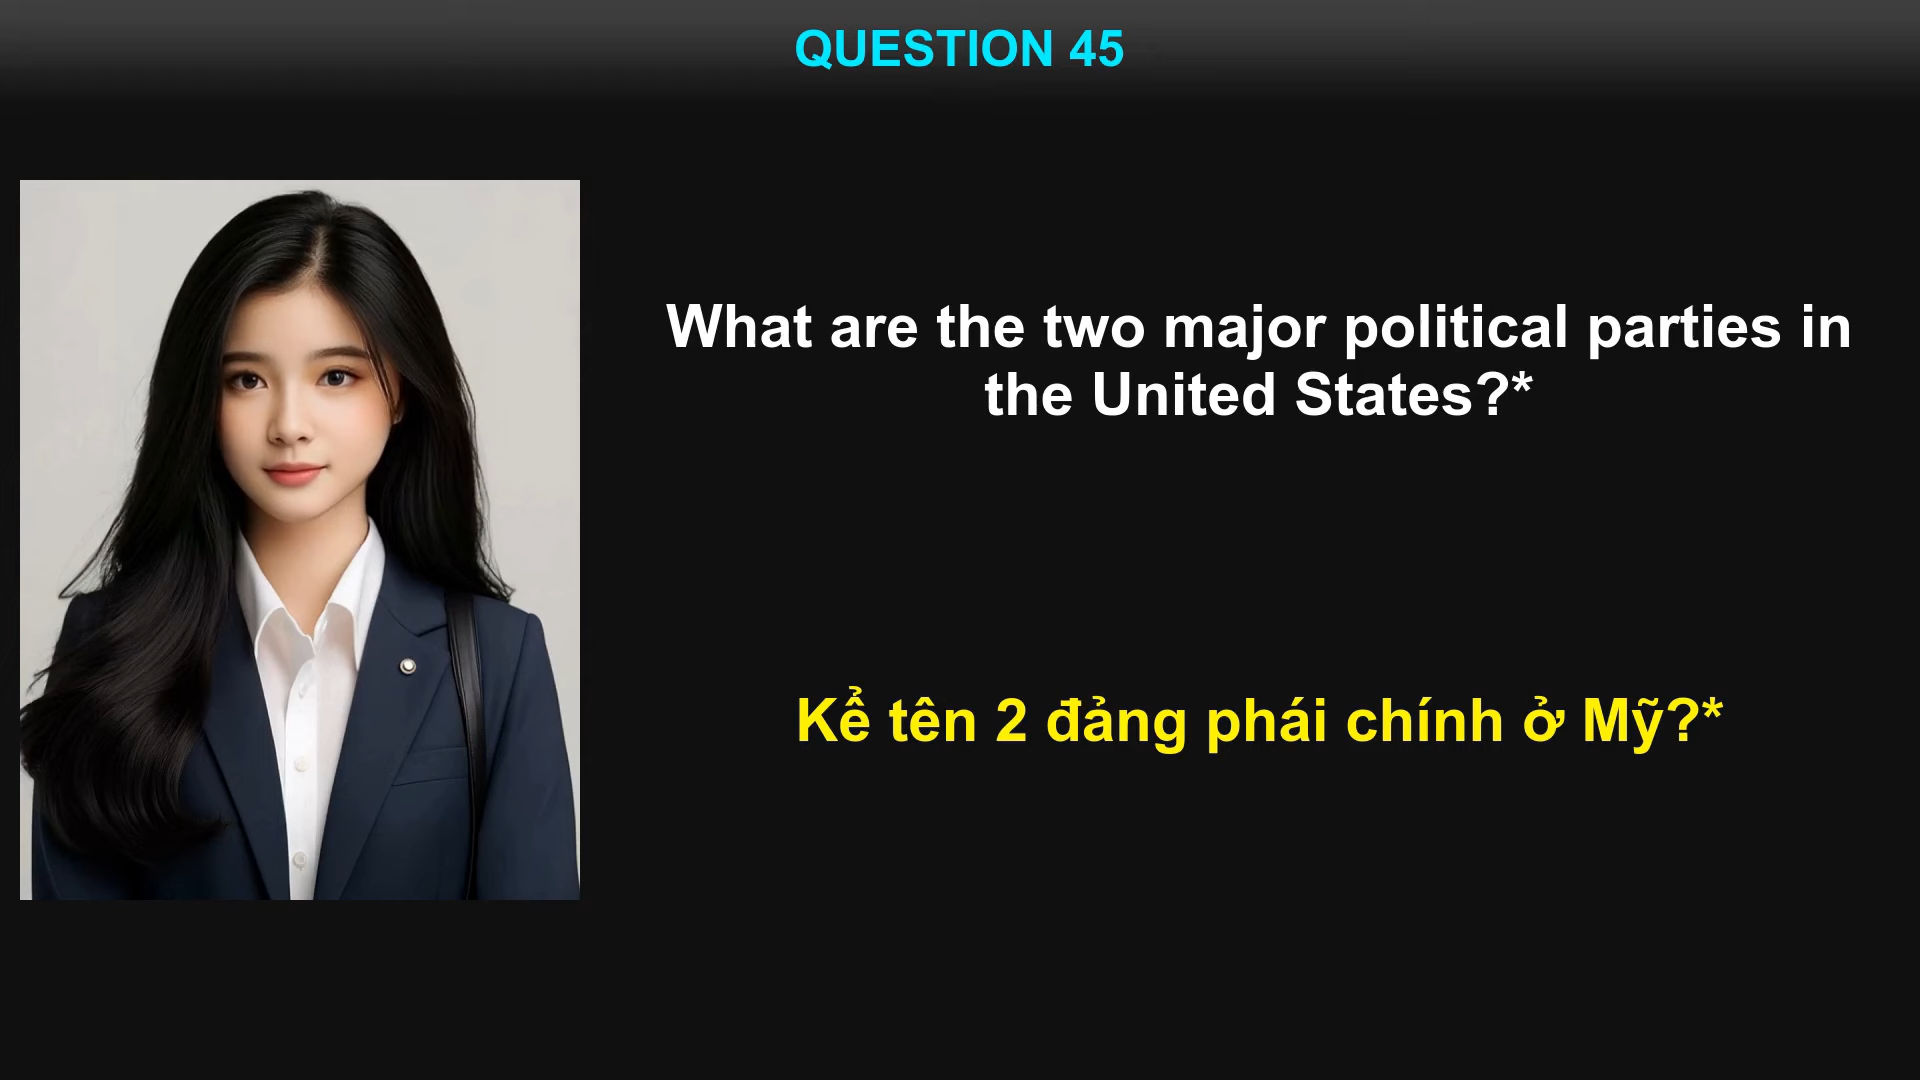 QUESTION 45
What are the two major political parties in
the United States?*
Kể tên 2 đảng phái chính ở Mỹ?*